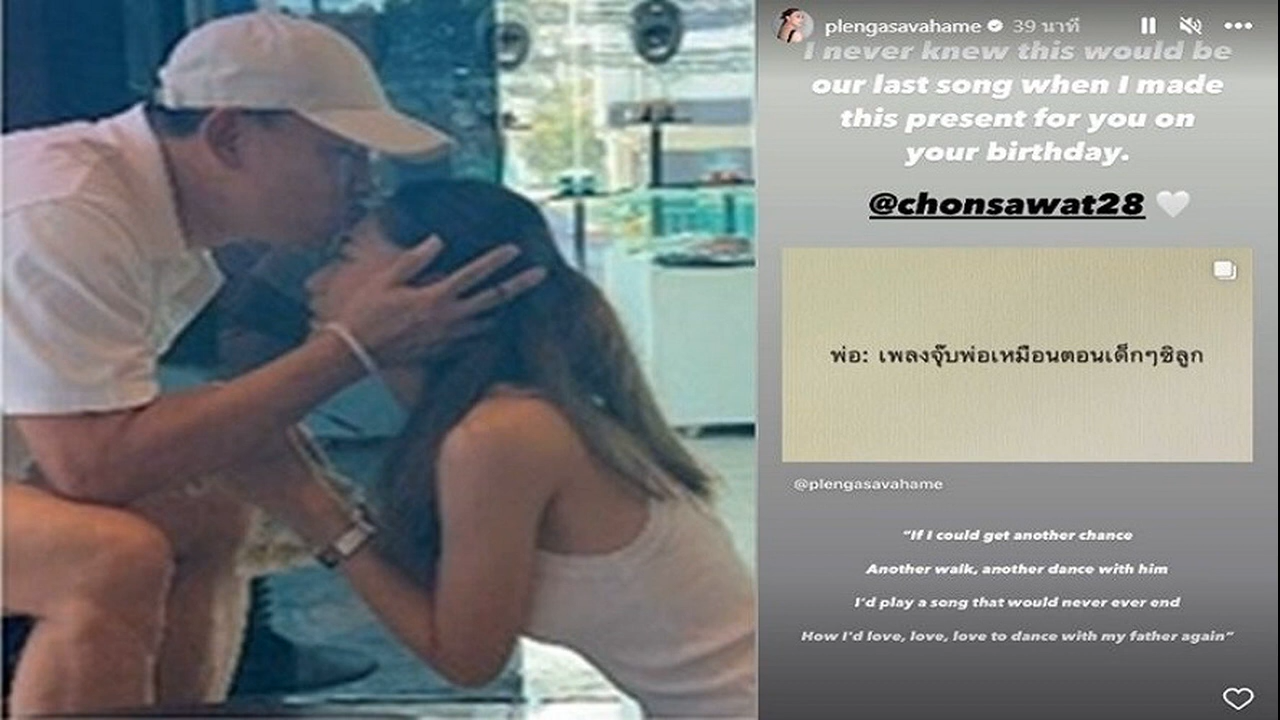 plengasavahame 39 นาที
I never knew this would be
our last song when I made
this present for you on
your birthday.
@chonsawat28
พ่อ: เพลงจุ๊บพ่อเหมือนตอนเด็กๆซิลูก
@plengasavahame
"If I could get another chance
Another walk, another dance with him
I'd play a song that would never ever end
How I'd love, love, love to dance with my father again"